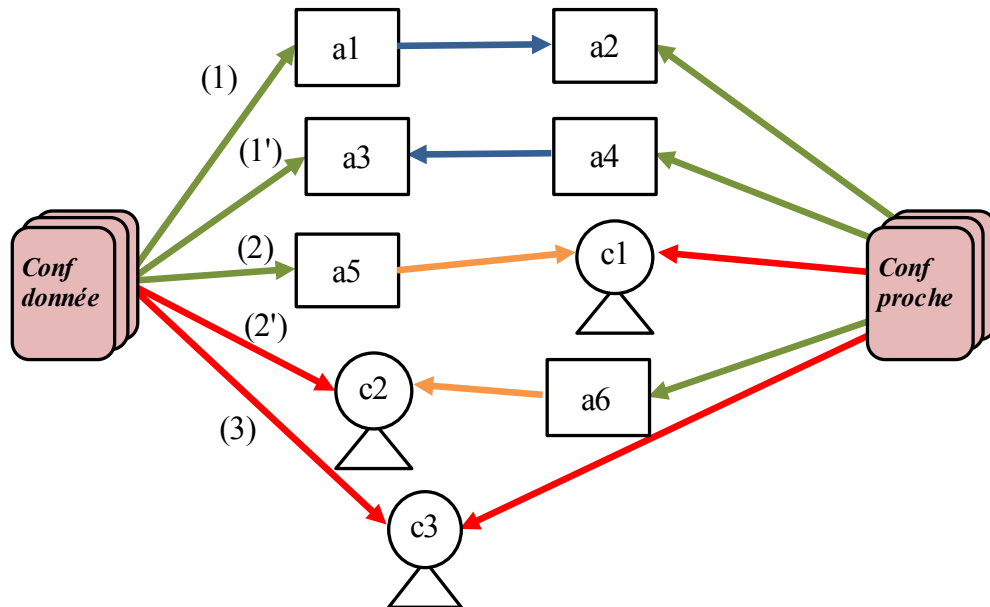 a1
a2
(1)
(1')
a3
a4
(2)
a5
c1
Conf
donnée
Conf
proche
(2')
c2
a6
(3)
c3